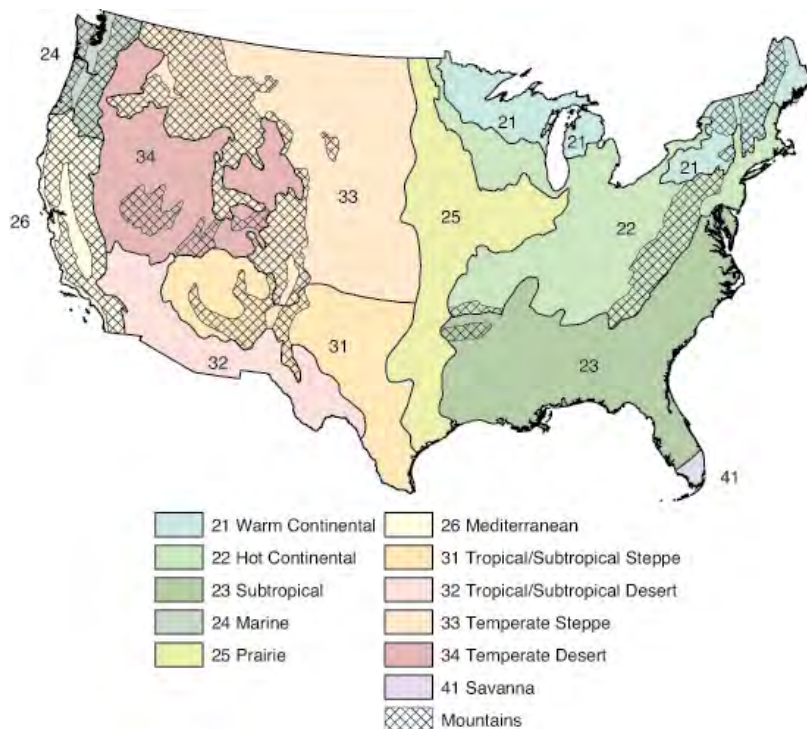 24
21
21
34
21
33
25
22
26
31
32
23
41
21 Warm Continental
22 Hot Continental
23 Subtropical
24 Marine
25 Prairie
26 Mediterranean
31 Tropical/Subtropical Steppe
32 Tropical/Subtropical Desert
33 Temperate Steppe
34 Temperate Desert
41 Savanna
Mountains